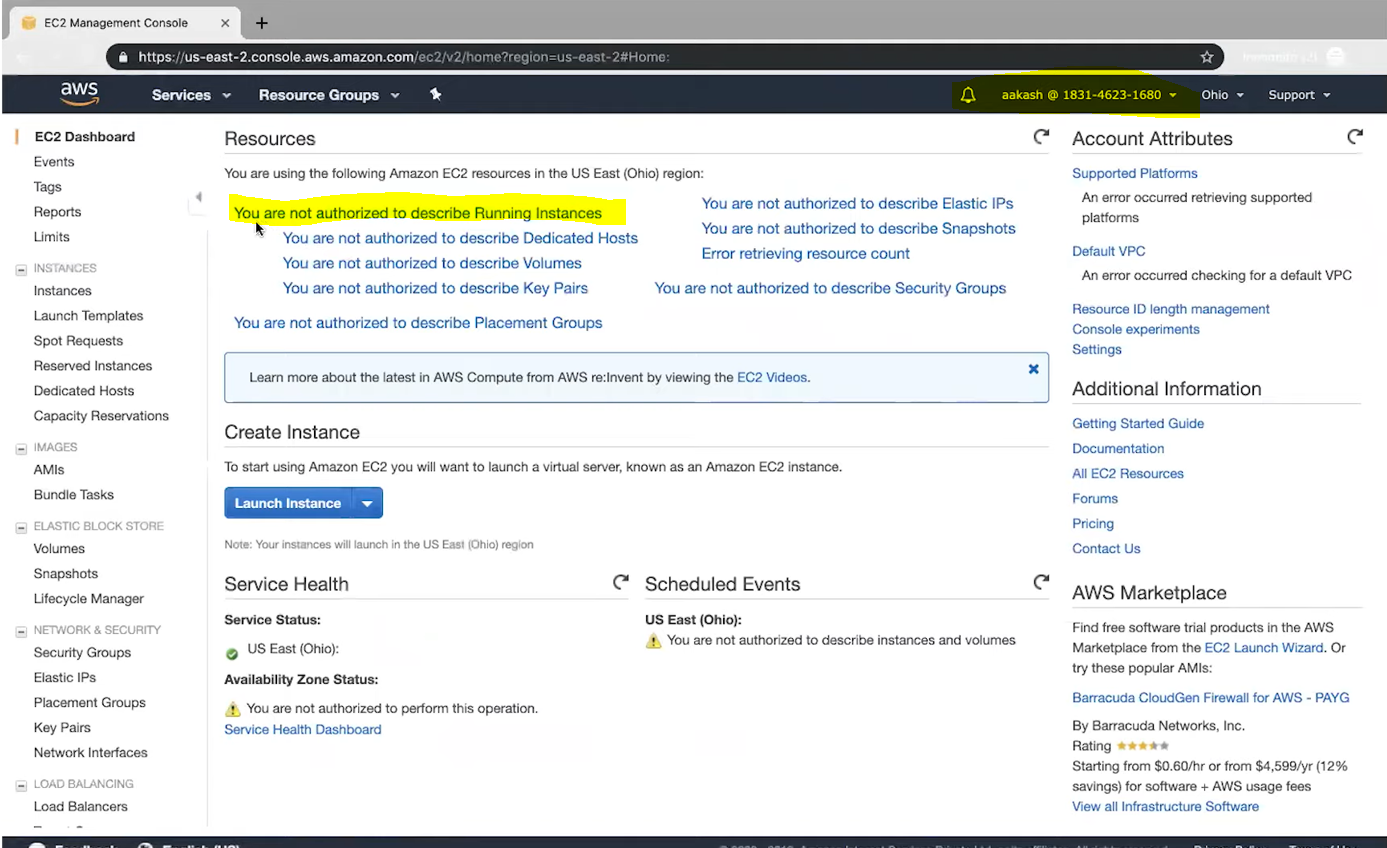 EC2 Management Console
https://us-east-2.console.aws.amazon.com/ec2/v2/home?region=us-east-2#Home:
aws
Services
Resource Groups
aakash @ 1831-4623-1680
Ohio
Support
EC2 Dashboard
Events
Tags
Reports
Limits
INSTANCES
Instances
Launch Templates
Spot Requests
Reserved Instances
Dedicated Hosts
Capacity Reservations
IMAGES
AMIs
Bundle Tasks
ELASTIC BLOCK STORE
Volumes
Snapshots
Lifecycle Manager
NETWORK & SECURITY
Security Groups
Elastic IPs
Placement Groups
Key Pairs
Network Interfaces
LOAD BALANCING
Load Balancers
Resources
You are using the following Amazon EC2 resources in the US East (Ohio) region:
You are not authorized to describe Running Instances
You are not authorized to describe Dedicated Hosts
You are not authorized to describe Volumes
You are not authorized to describe Key Pairs
You are not authorized to describe Placement Groups
You are not authorized to describe Elastic IPs
You are not authorized to describe Snapshots
Error retrieving resource count
You are not authorized to describe Security Groups
Learn more about the latest in AWS Compute from AWS re:Invent by viewing the EC2 Videos.
Create Instance
To start using Amazon EC2 you will want to launch a virtual server, known as an Amazon EC2 instance.
Launch Instance
Note: Your instances will launch in the US East (Ohio) region
Service Health
Service Status:
US East (Ohio):
Availability Zone Status:
You are not authorized to perform this operation.
Service Health Dashboard
Scheduled Events
US East (Ohio):
You are not authorized to describe instances and volumes
Account Attributes
Supported Platforms
An error occurred retrieving supported
platforms
Default VPC
An error occurred checking for a default VPC
Resource ID length management
Console experiments
Settings
Additional Information
Getting Started Guide
Documentation
All EC2 Resources
Forums
Pricing
Contact Us
AWS Marketplace
Find free software trial products in the AWS
Marketplace from the EC2 Launch Wizard. Or
try these popular AMIs:
Barracuda CloudGen Firewall for AWS - PAYG
By Barracuda Networks, Inc.
Rating
Starting from $0.60/hr or from $4,599/yr (12%
savings) for software + AWS usage fees
View all Infrastructure Software